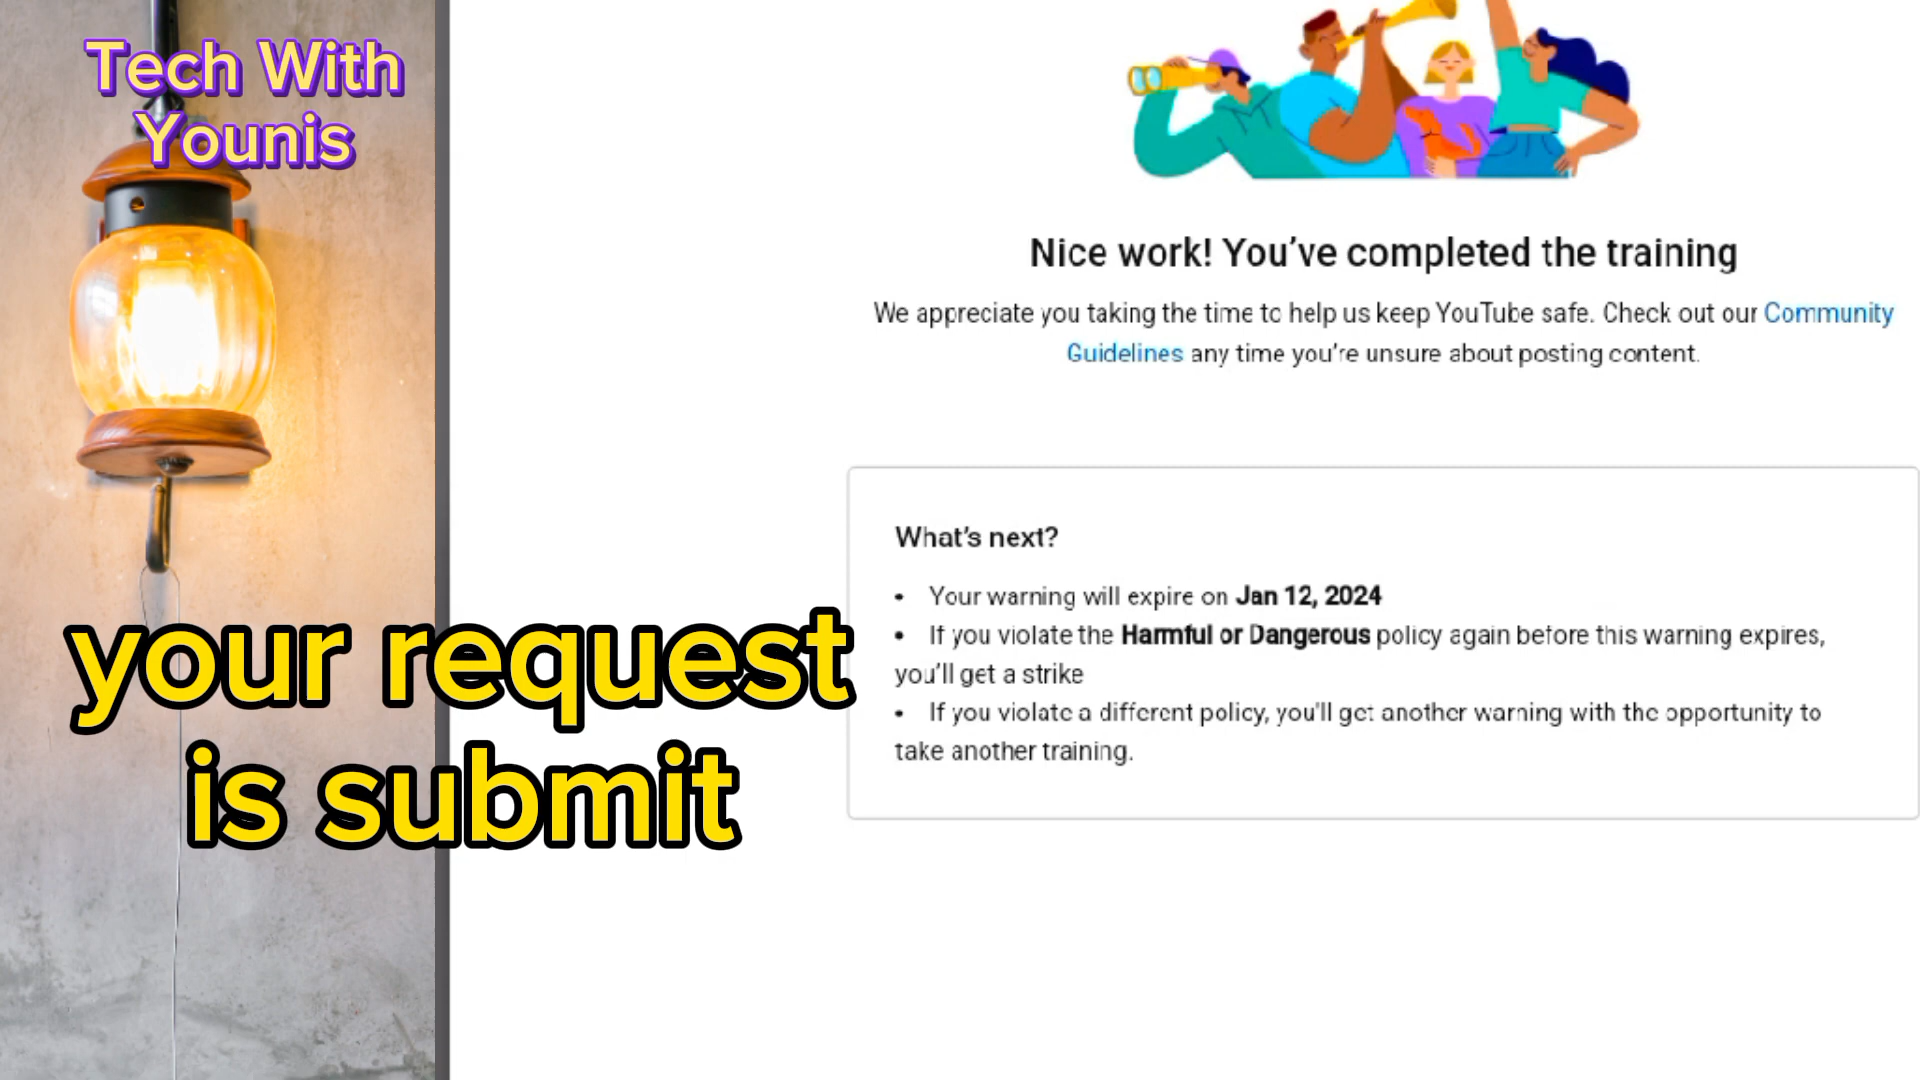 Tech With
Younis
Nice work! You've completed the training
We appreciate you taking the time to help us keep YouTube safe. Check out our Community
Guidelines any time you're unsure about posting content.
What's next?
• Your warning will expire on Jan 12, 2024
• If you violate the Harmful or Dangerous policy again before this warning expires,
you'll get a strike
• If you violate a different policy, you'll get another warning with the opportunity to
take another training.
your request
is submit